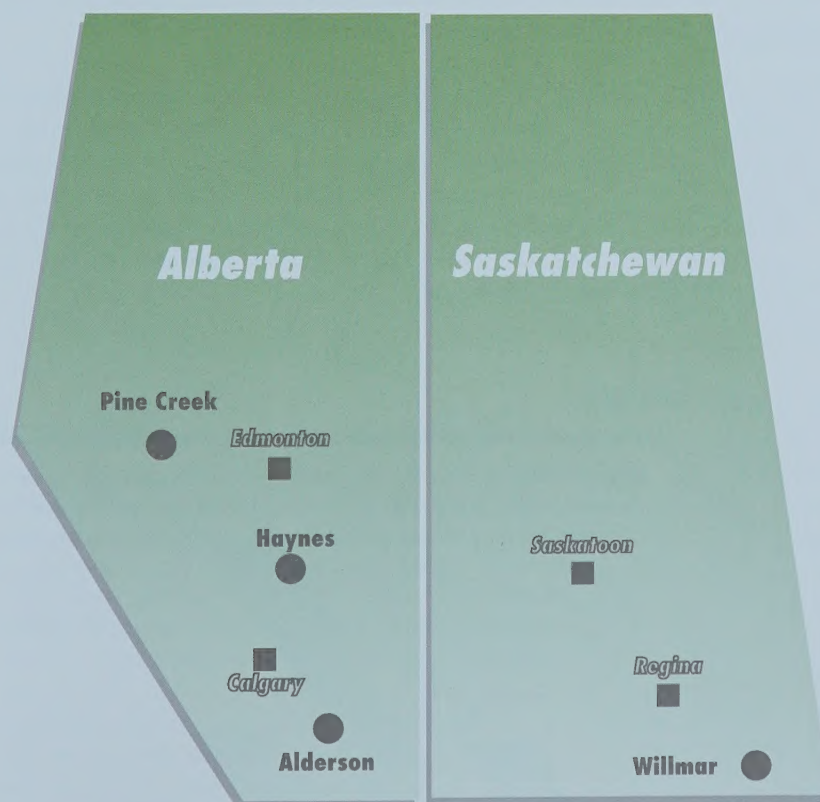 Alberta
Saskatchewan
Pine Creek
Edmonton
Haynes
Saskatoon
Calgary
Regina
Alderson
Willmar